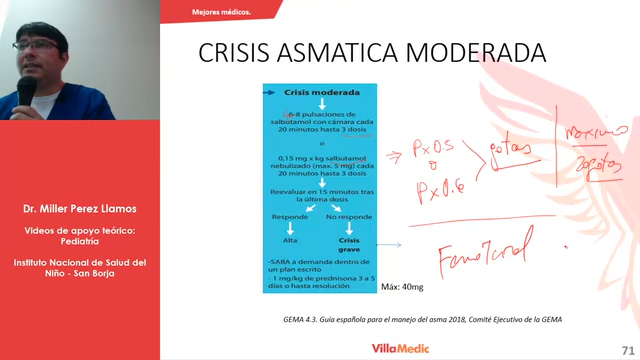 Mejores médicos.
CRISIS ASMATICA MODERADA
Crisis moderada
6-8 pulsaciones de
salbutamol con cámara cada
20 minutos hasta 3 dosis
o
0,15 mg x kg salbutamol
nebulizado (max. 5 mg) cada
20 minutos hasta 3 dosis
Reevaluar en 15 minutos tras
la última dosis
Responde No responde
Alta Crisis
grave
-SABA a demanda dentro de
un plan escrito
- 1 mg/kg de prednisona 3 a 5
días o hasta resolución
Máx: 40mg
P x 0.5
o
P x 0.6
gotas
maximo
20 gotas
Dr. Miller Perez Llamos
Videos de apoyo teórico:
Pediatría
Instituto Nacional de Salud del
Niño - San Borja
GEMA 4.3. Guía española para el manejo del asma 2018, Comité Ejecutivo de la GEMA
VillaMedic
71